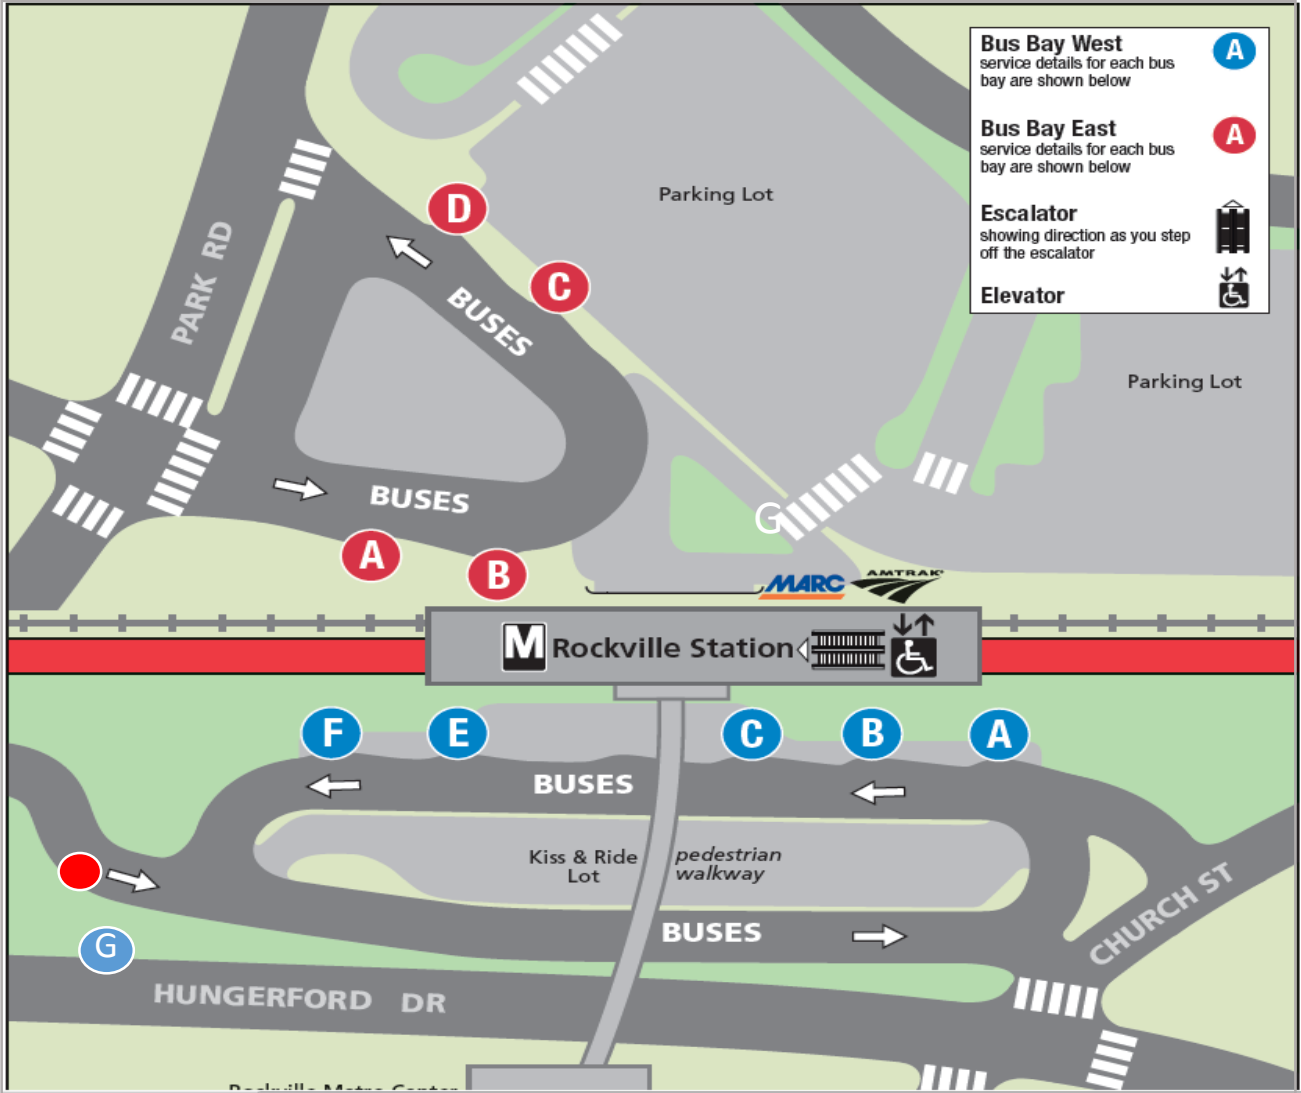 Bus Bay West
service details for each bus
bay are shown below
A
Bus Bay East
service details for each bus
bay are shown below
A
Escalator
showing direction as you step
off the escalator
Elevator
Parking Lot
Parking Lot
PARK RD
D
C
BUSES
BUSES
A
B
G
MARC
AMTRAK
M Rockville Station
F
E
C
B
A
BUSES
Kiss & Ride
Lot
pedestrian
walkway
BUSES
CHURCH ST
G
HUNGERFORD DR
Rockville Metro Center